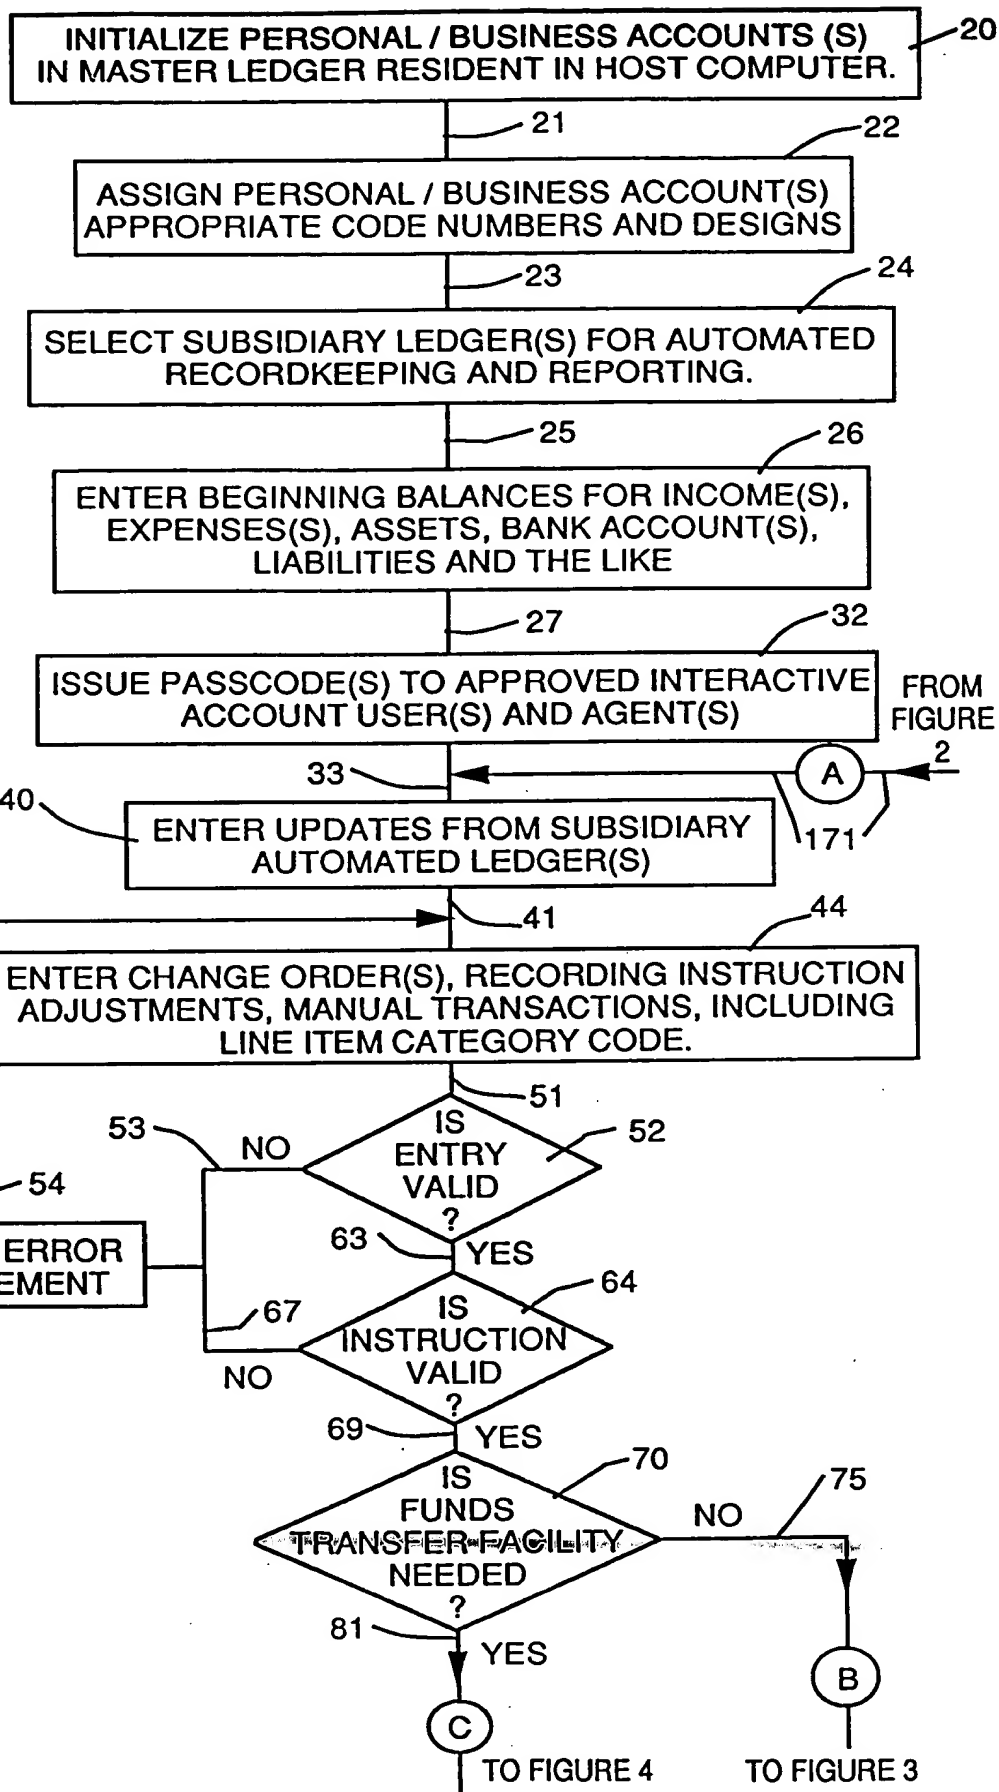 INITIALIZE PERSONAL / BUSINESS ACCOUNTS (S)
IN MASTER LEDGER RESIDENT IN HOST COMPUTER.
20
21
22
ASSIGN PERSONAL / BUSINESS ACCOUNT(S)
APPROPRIATE CODE NUMBERS AND DESIGNS
23
24
SELECT SUBSIDIARY LEDGER(S) FOR AUTOMATED
RECORDKEEPING AND REPORTING.
25
26
ENTER BEGINNING BALANCES FOR INCOME(S),
EXPENSES(S), ASSETS, BANK ACCOUNT(S),
LIABILITIES AND THE LIKE
27
32
ISSUE PASSCODE(S) TO APPROVED INTERACTIVE
ACCOUNT USER(S) AND AGENT(S)
FROM
FIGURE
2
33
A
171
40
ENTER UPDATES FROM SUBSIDIARY
AUTOMATED LEDGER(S)
41
44
ENTER CHANGE ORDER(S), RECORDING INSTRUCTION
ADJUSTMENTS, MANUAL TRANSACTIONS, INCLUDING
LINE ITEM CATEGORY CODE.
51
53
NO
IS
ENTRY
VALID
?
52
54
ERROR
EMENT
63
YES
64
67
IS
INSTRUCTION
VALID
?
NO
69
YES
70
IS
FUNDS
TRANSFER FACILITY
NEEDED
?
NO
75
81
YES
B
C
TO FIGURE 4
TO FIGURE 3